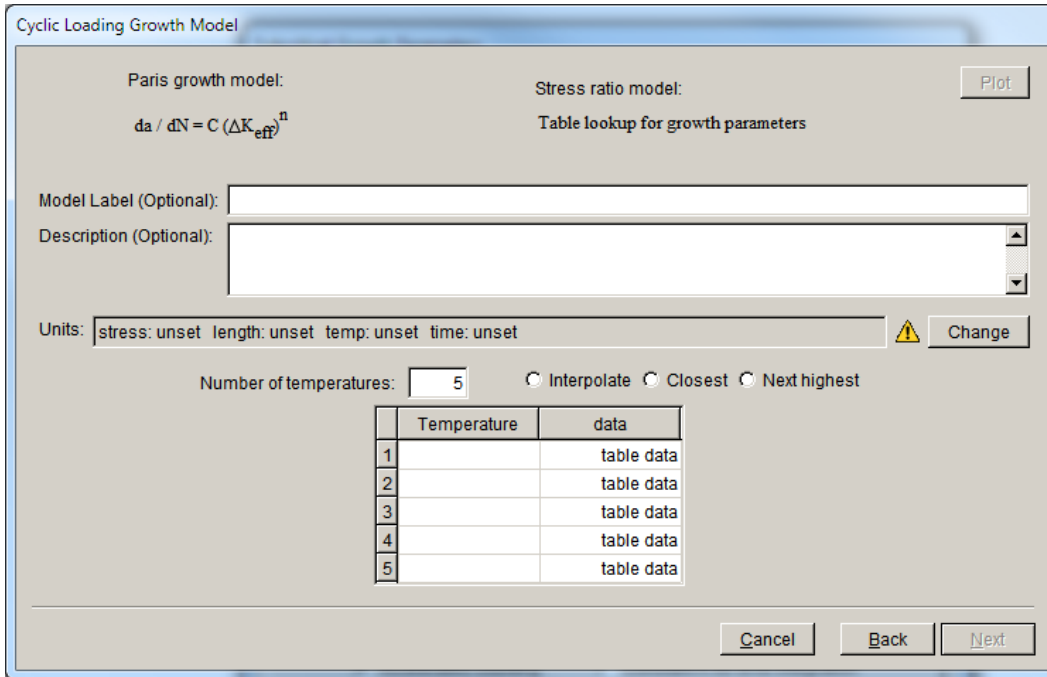 Cyclic Loading Growth Model
Paris growth model:
Stress ratio model:
Plot
da / dN = C (ΔK_eff)^n
Table lookup for growth parameters
Model Label (Optional):
Description (Optional):
Units: stress: unset length: unset temp: unset time: unset Change
Number of temperatures: 5 Interpolate Closest Next highest
Temperature data
1 table data
2 table data
3 table data
4 table data
5 table data
Cancel Back Next